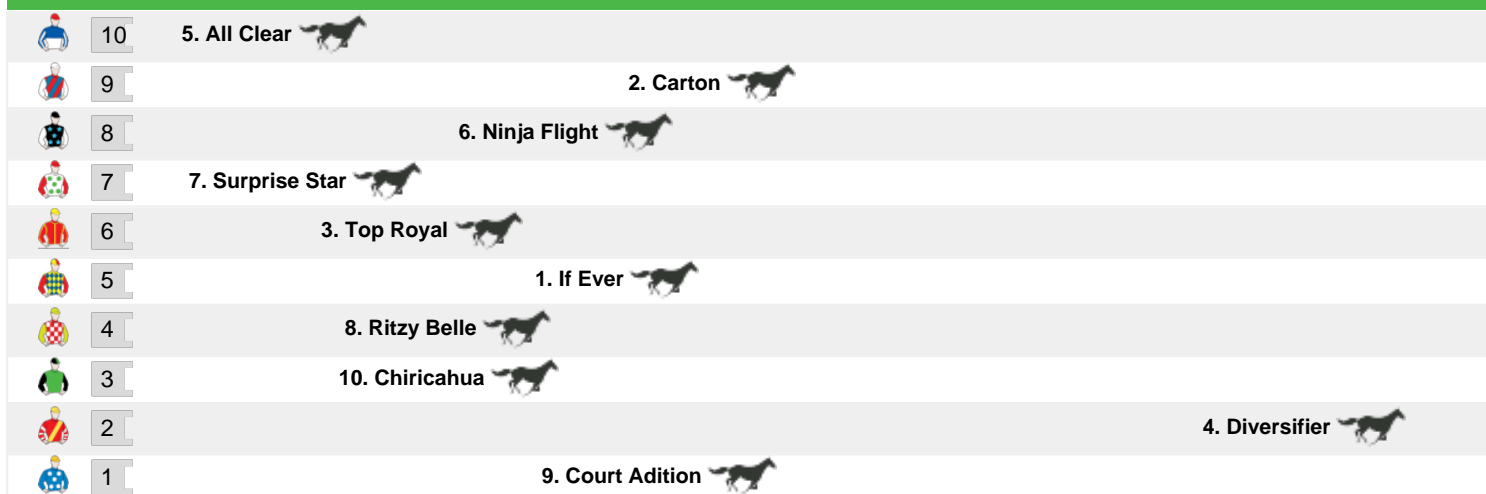 10 5. All Clear
9 2. Carton
8 6. Ninja Flight
7 7. Surprise Star
6 3. Top Royal
5 1. If Ever
4 8. Ritzy Belle
3 10. Chiricahua
2 4. Diversifier
1 9. Court Adition